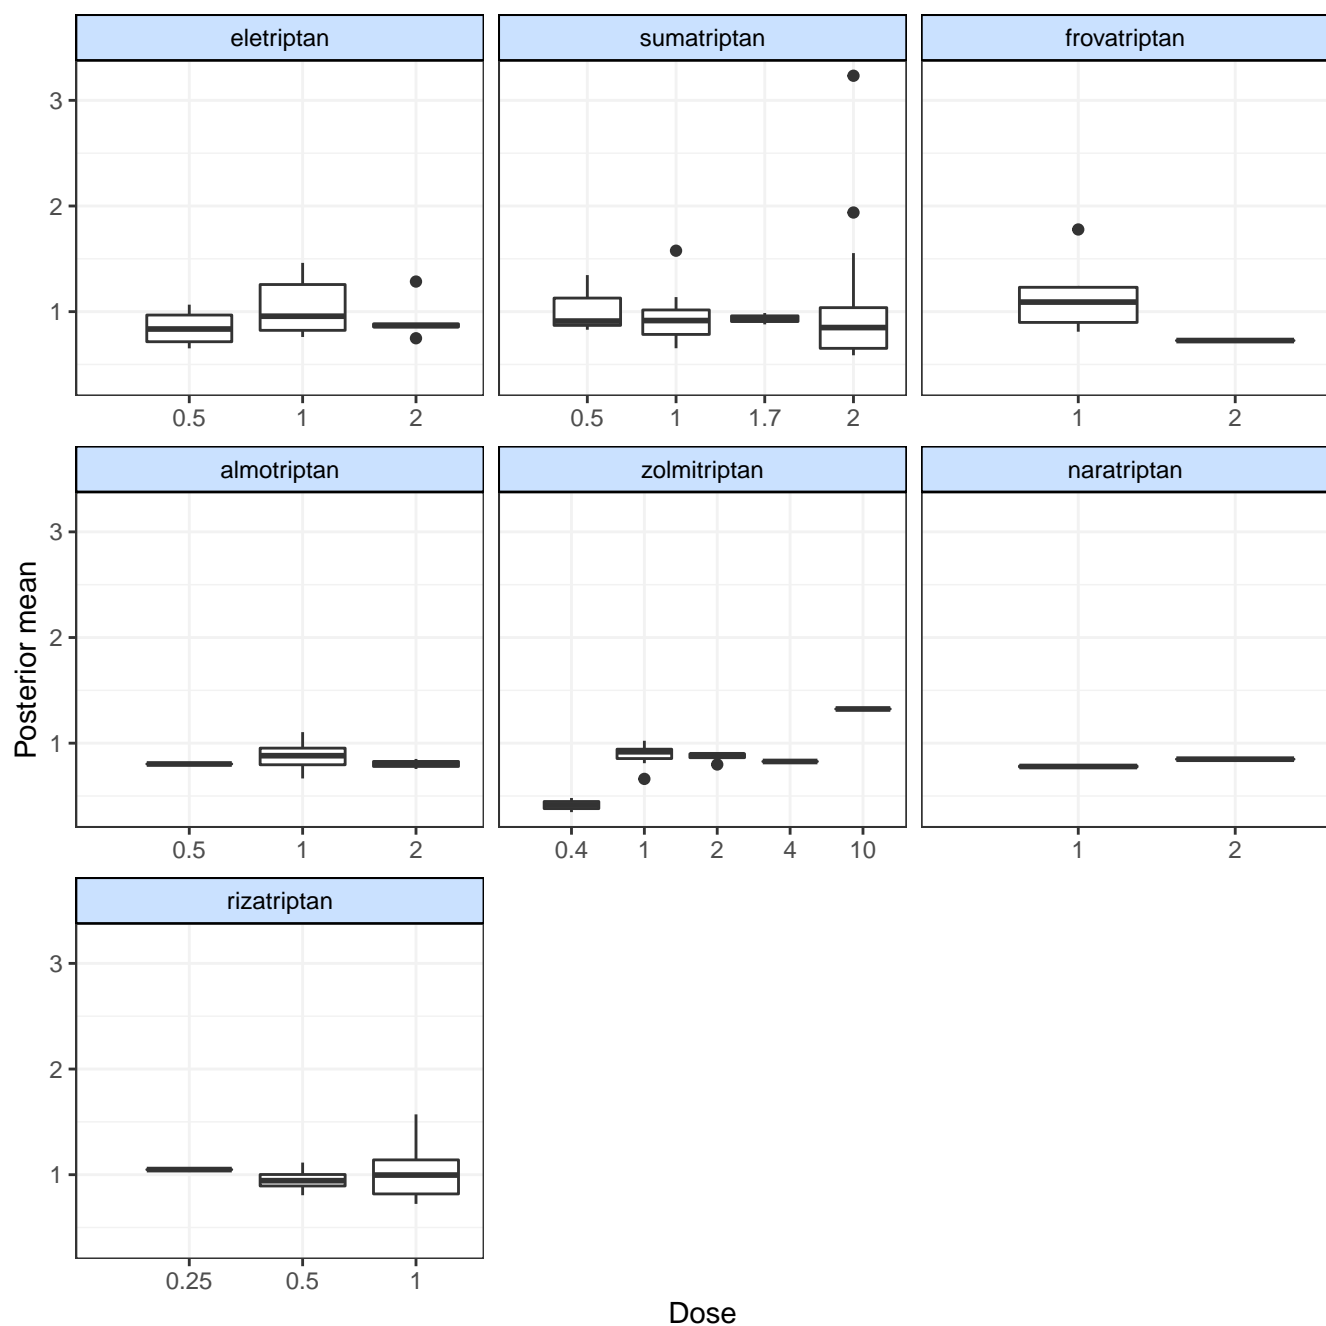 eletriptan sumatriptan frovatriptan
3
2
1
0.5 1 2 0.5 1 1.7 2 1 2
almotriptan zolmitriptan naratriptan
3
2
1
0.5 1 2 0.4 1 2 4 10 1 2
rizatriptan
3
2
1
0.25 0.5 1
Posterior mean
Dose